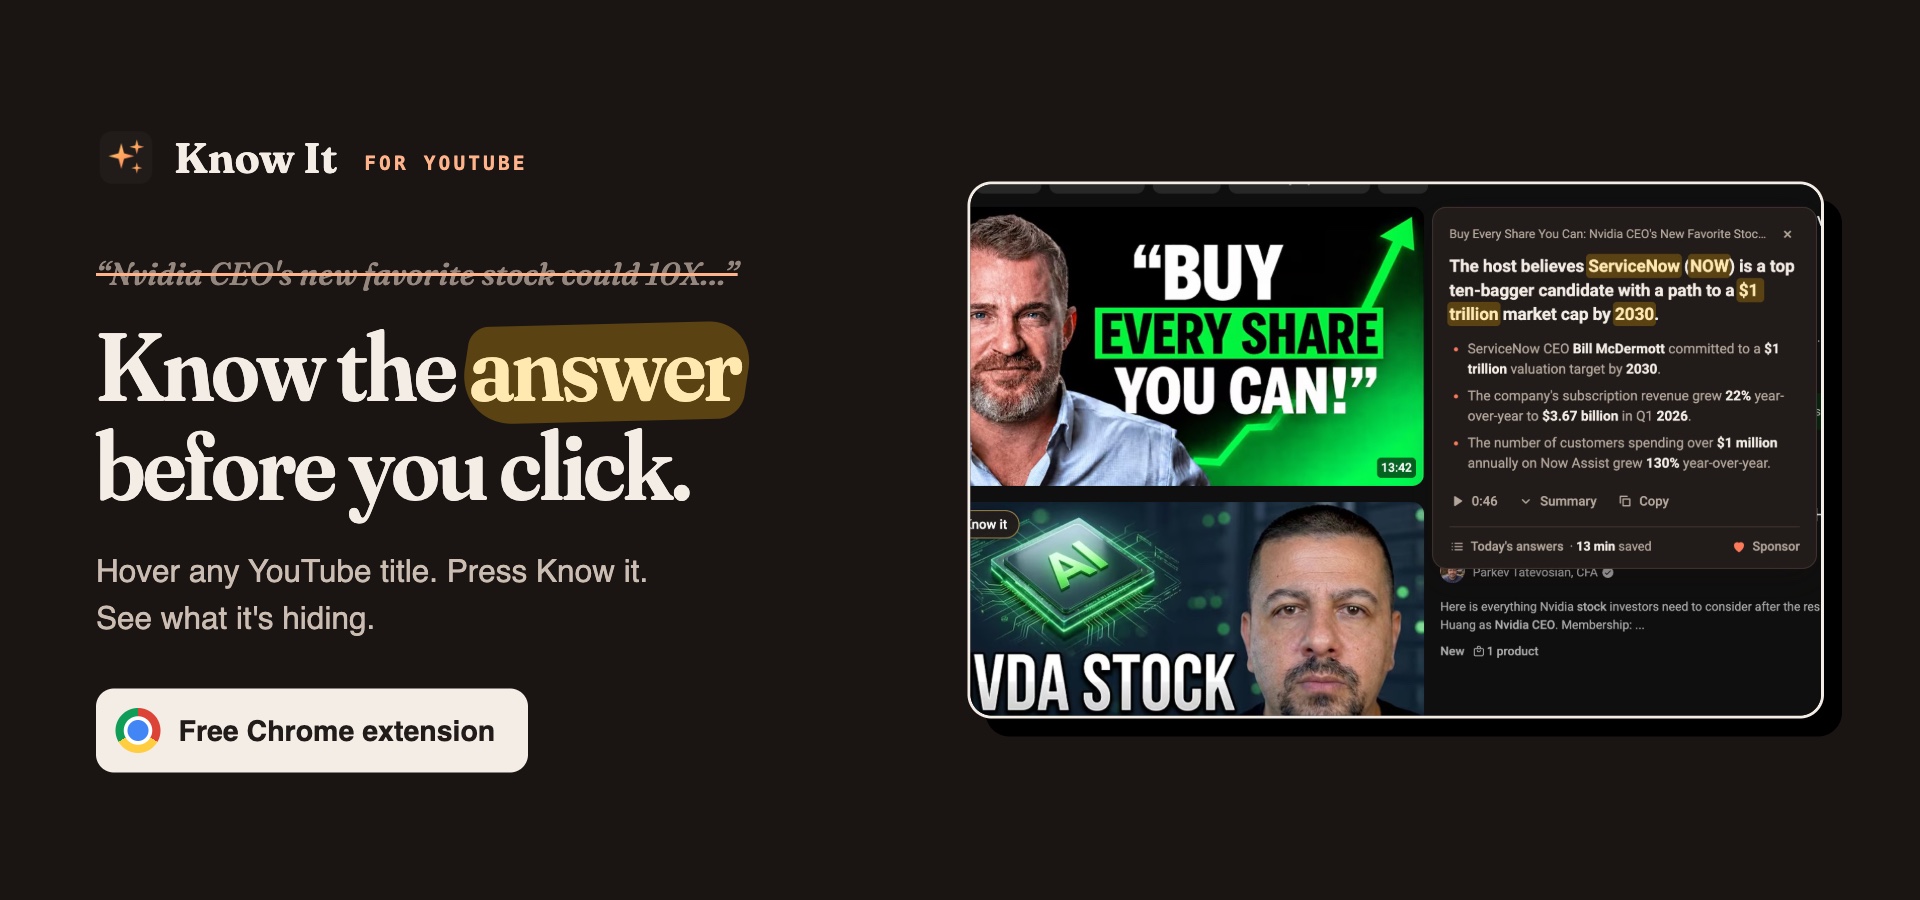 Know It FOR YOUTUBE
“Nvidia CEO's new favorite stock could 10X...”
Know the answer
before you click.
Hover any YouTube title. Press Know it.
See what it's hiding.
Free Chrome extension
“BUY
EVERY SHARE
YOU CAN!”
13:42
Know it
AI
VDA STOCK
Buy Every Share You Can: Nvidia CEO's New Favorite Stoc...
The host believes ServiceNow (NOW) is a top
ten-bagger candidate with a path to a $1
trillion market cap by 2030.
• ServiceNow CEO Bill McDermott committed to a $1
trillion valuation target by 2030.
• The company's subscription revenue grew 22% year-
over-year to $3.67 billion in Q1 2026.
• The number of customers spending over $1 million
annually on Now Assist grew 130% year-over-year.
0:46 Summary Copy
Today's answers · 13 min saved Sponsor
Parkev Tatevosian, CFA
Here is everything Nvidia stock investors need to consider after the res
Huang as Nvidia CEO. Membership: ...
New 1 product